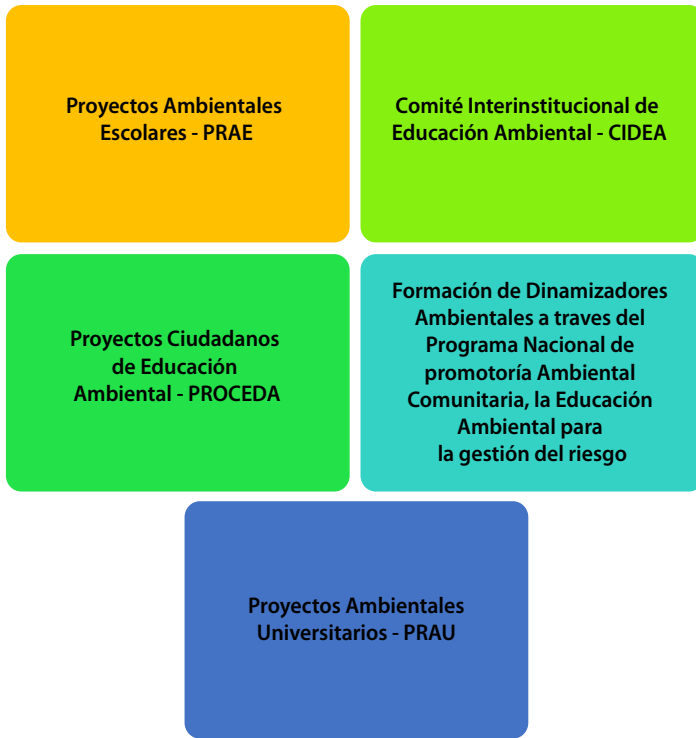 Proyectos Ambientales
Escolares - PRAE
Comité Interinstitucional de
Educación Ambiental - CIDEA
Proyectos Ciudadanos
de Educación
Ambiental - PROCEDA
Formación de Dinamizadores
Ambientales a traves del
Programa Nacional de
promotoría Ambiental
Comunitaria, la Educación
Ambiental para
la gestión del riesgo
Proyectos Ambientales
Universitarios - PRAU